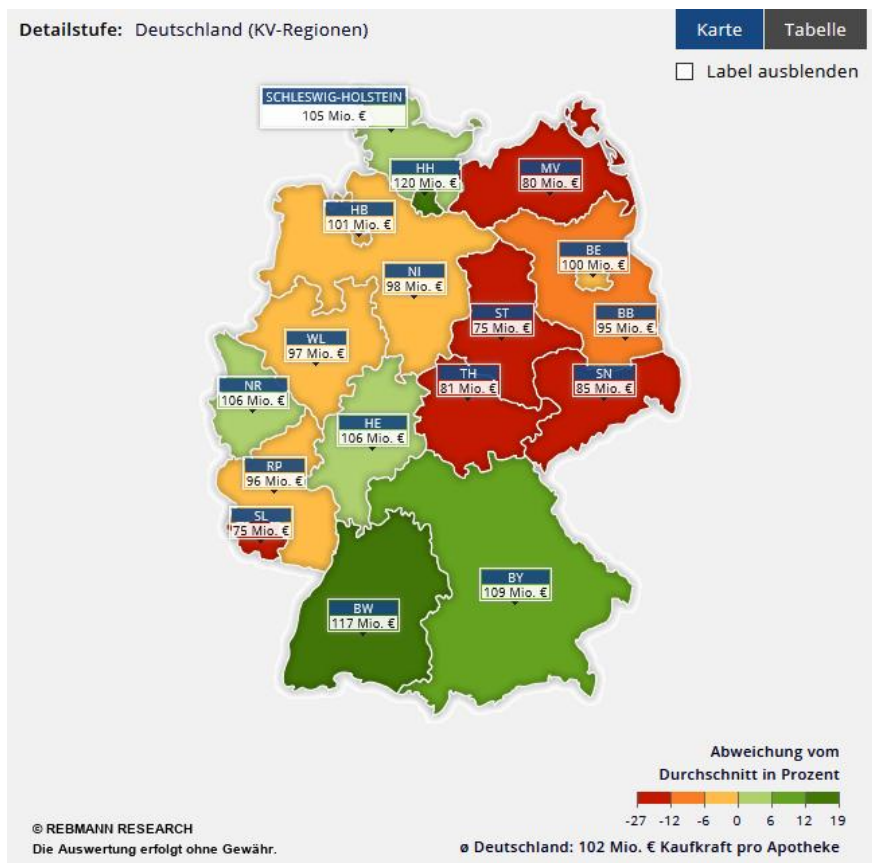 Detailstufe: Deutschland (KV-Regionen)
Karte Tabelle
Label ausblenden
SCHLESWIG-HOLSTEIN
105 Mio. €
HH
120 Mio. €
MV
80 Mio. €
HB
101 Mio. €
BE
100 Mio. €
NI
98 Mio. €
ST
75 Mio. €
BB
95 Mio. €
WL
97 Mio. €
TH
81 Mio. €
SN
85 Mio. €
NR
106 Mio. €
HE
106 Mio. €
RP
96 Mio. €
SL
75 Mio. €
BY
109 Mio. €
BW
117 Mio. €
Abweichung vom
Durchschnitt in Prozent
-27 -12 -6 0 6 12 19
© REBMANN RESEARCH
Die Auswertung erfolgt ohne Gewähr.
ø Deutschland: 102 Mio. € Kaufkraft pro Apotheke